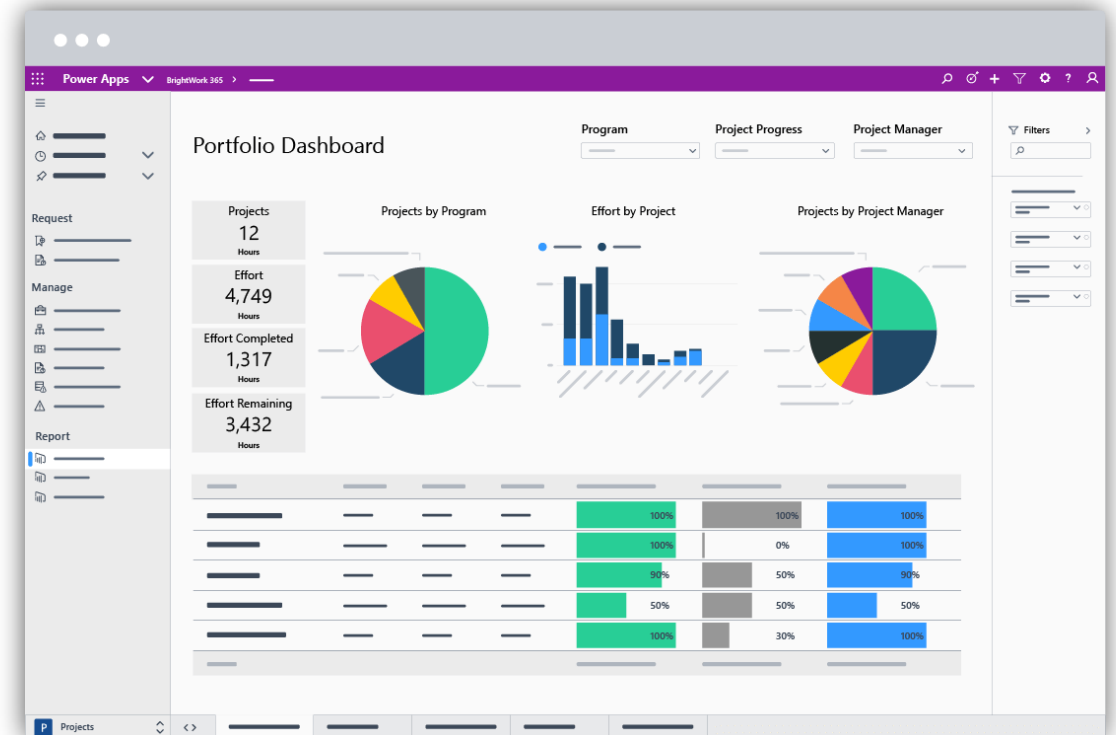 Power Apps BrightWork 365 >
Portfolio Dashboard
Program
Project Progress
Project Manager
Filters
Request
Manage
Report
Projects
12
Hours
Effort
4,749
Hours
Effort Completed
1,317
Hours
Effort Remaining
3,432
Hours
Projects by Program
Effort by Project
Projects by Project Manager
100% 100% 100%
100% 0% 100%
90% 50% 90%
50% 50% 50%
100% 30% 100%
P Projects